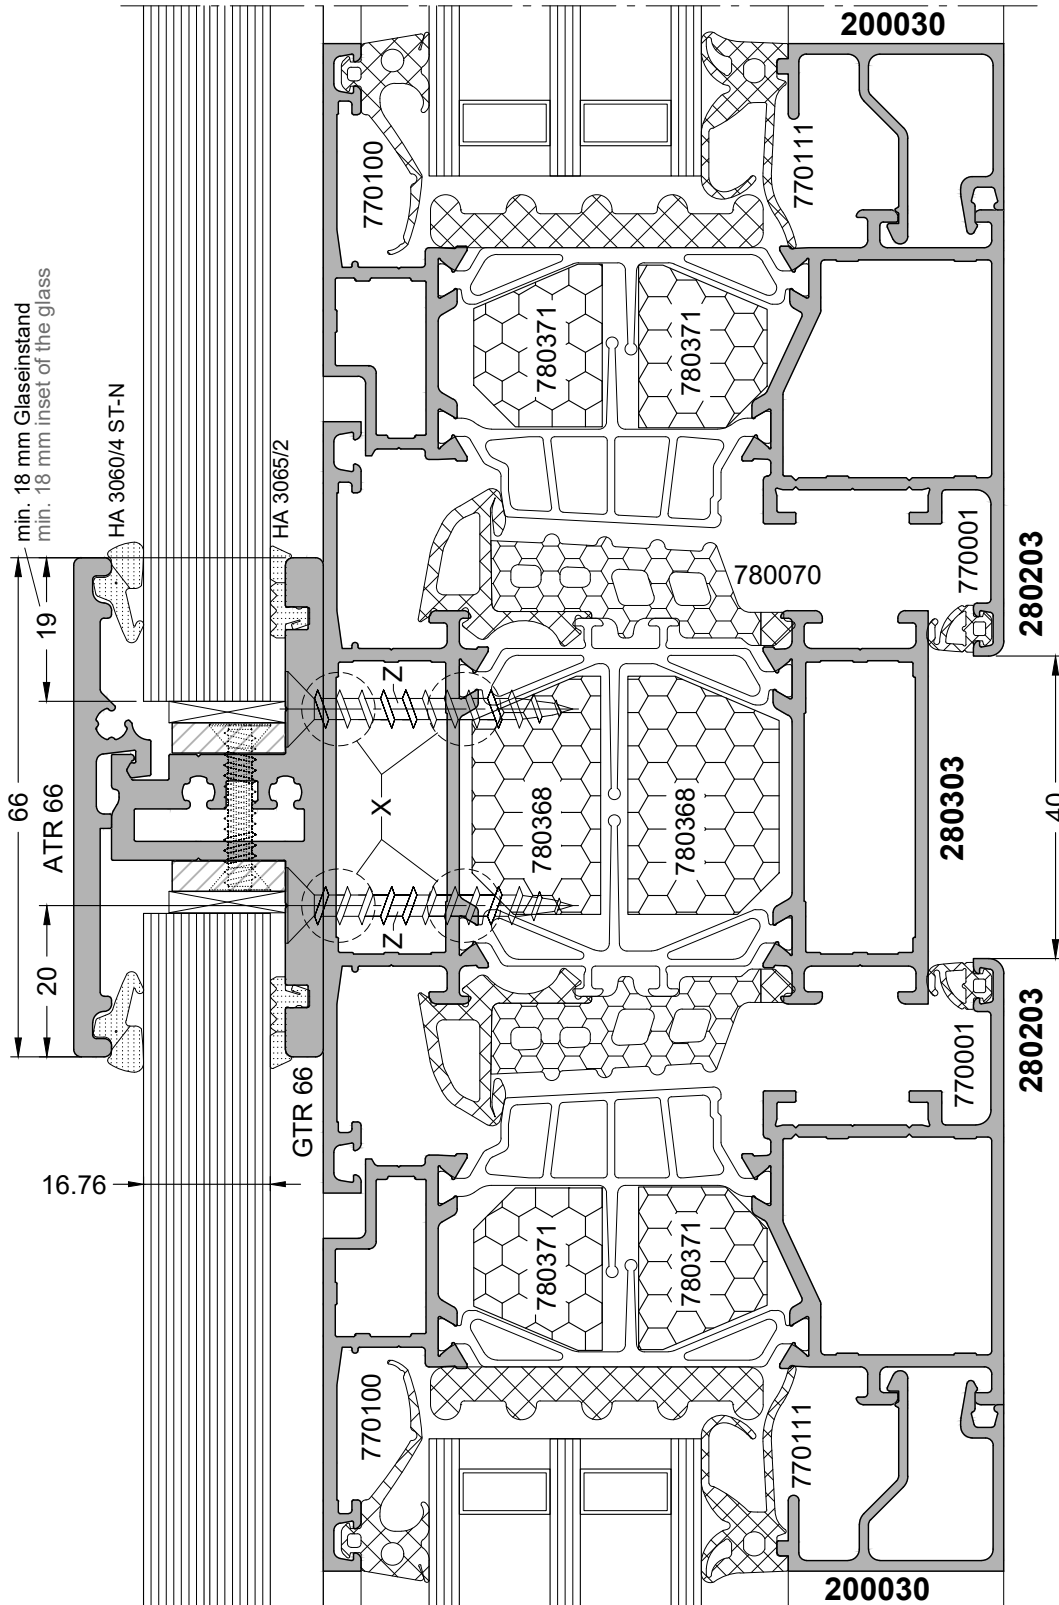 200030
770100
770111
min. 18 mm Glaseinstand
min. 18 mm inset of the glass
HA 3060/4 ST-N
HA 3065/2
780371
780371
770001
280203
780070
19
66
ATR 66
Z
X
Z
780368
780368
280303
40
20
GTR 66
16.76
770001
280203
780371
780371
770100
770111
200030